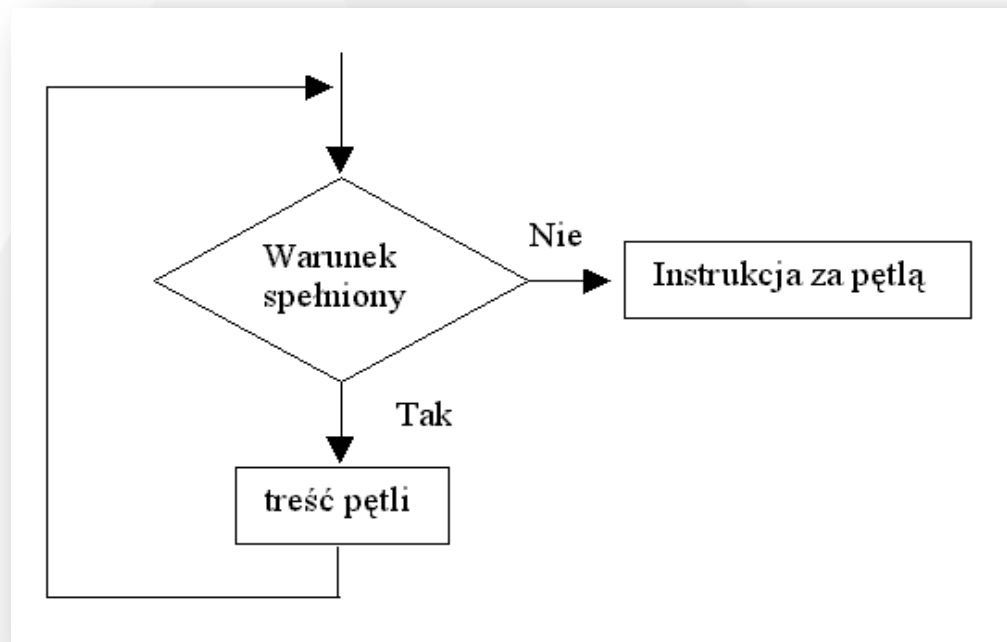 Warunek
spełniony
Nie
Instrukcja za pętlą
Tak
treść pętli